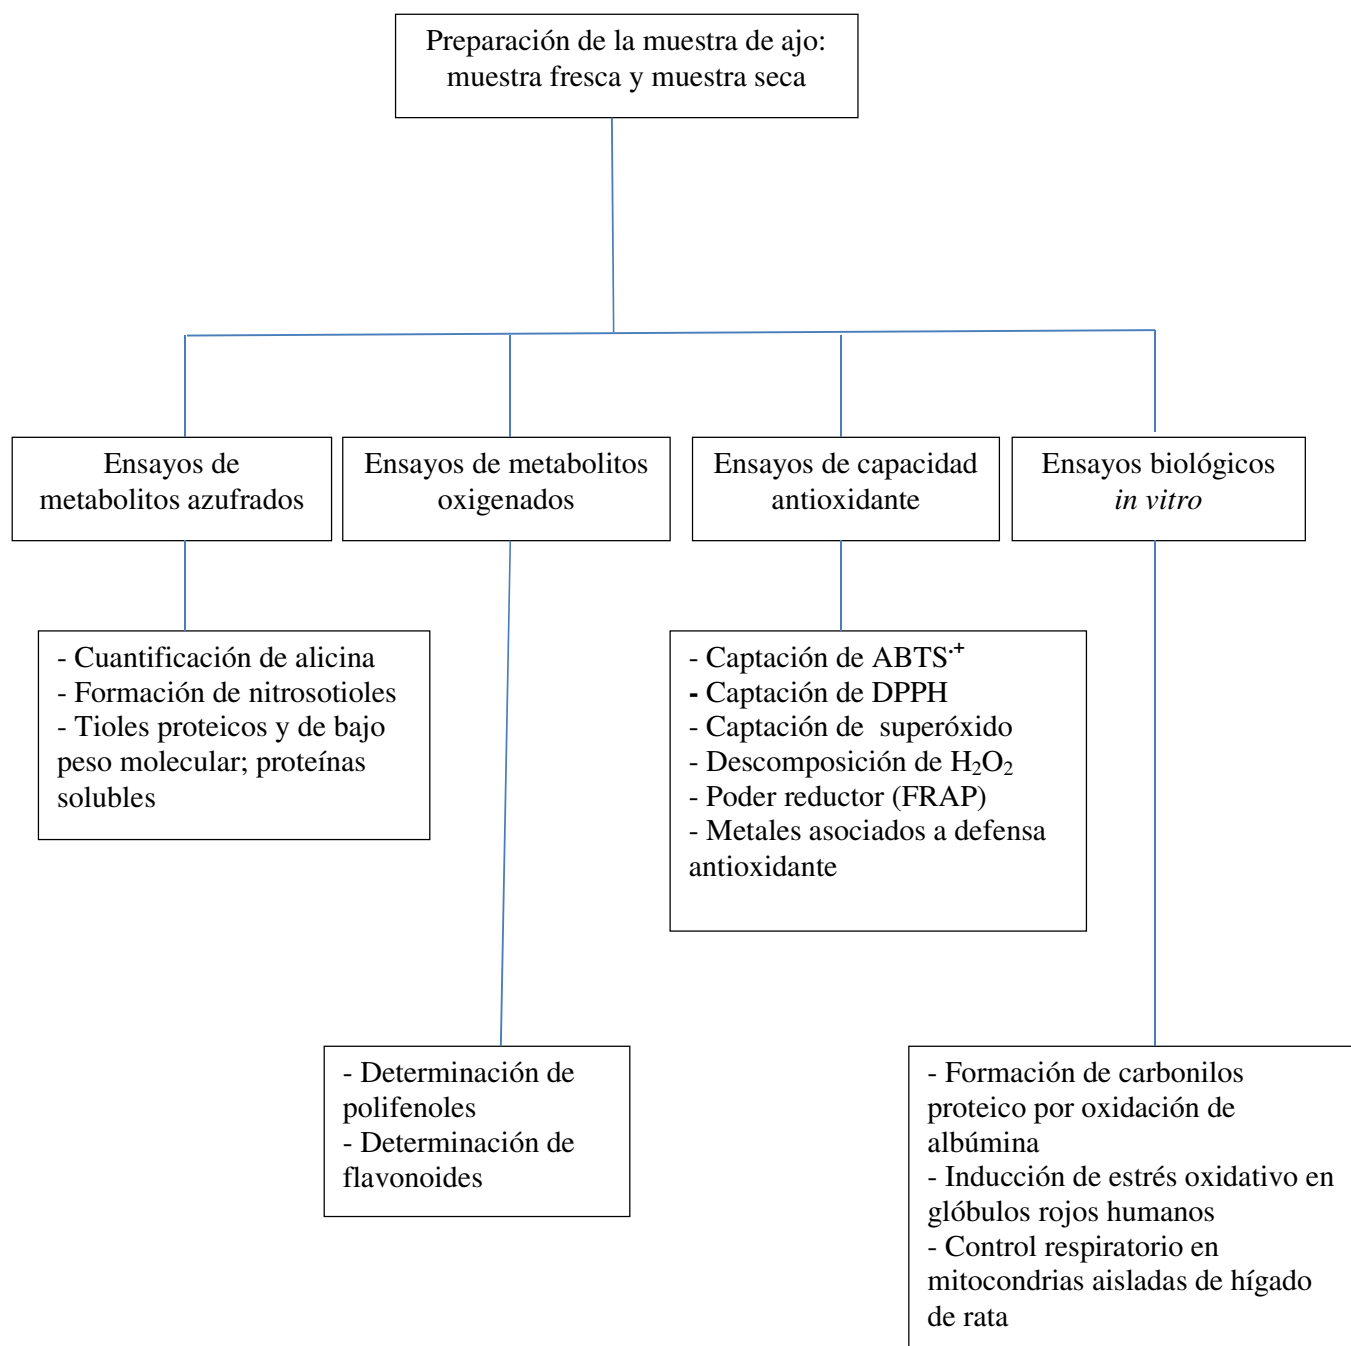 Preparación de la muestra de ajo:
muestra fresca y muestra seca
Ensayos de
metabolitos azufrados
Ensayos de metabolitos
oxigenados
Ensayos de capacidad
antioxidante
Ensayos biológicos
in vitro
- Cuantificación de alicina
- Formación de nitrosotioles
- Tioles proteicos y de bajo
peso molecular; proteínas
solubles
- Captación de ABTS·⁺
- Captación de DPPH
- Captación de superóxido
- Descomposición de H₂O₂
- Poder reductor (FRAP)
- Metales asociados a defensa
antioxidante
- Determinación de
polifenoles
- Determinación de
flavonoides
- Formación de carbonilos
proteico por oxidación de
albúmina
- Inducción de estrés oxidativo en
glóbulos rojos humanos
- Control respiratorio en
mitocondrias aisladas de hígado
de rata